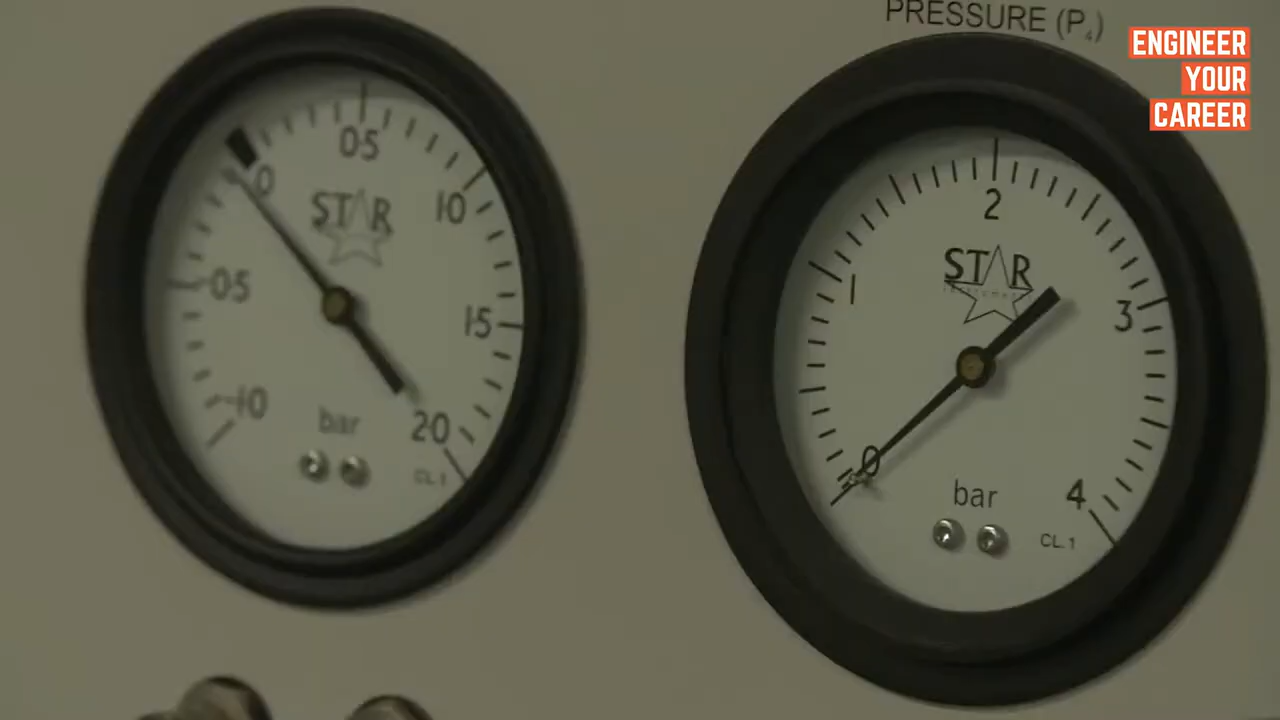 PRESSURE (P₄)
ENGINEER
YOUR
CAREER
-10
-05
0
05
10
15
20
STAR
bar
CL.1
0
1
2
3
4
STAR
bar
CL.1